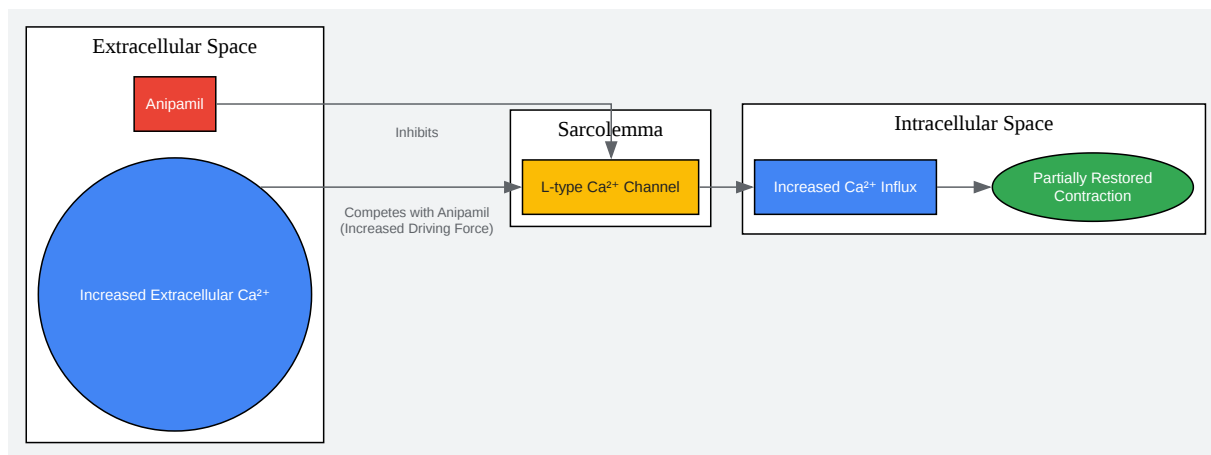 Extracellular Space
Anipamil
Increased Extracellular Ca²⁺
Inhibits
Competes with Anipamil
(Increased Driving Force)
Sarcolemma
L-type Ca²⁺ Channel
Intracellular Space
Increased Ca²⁺ Influx
Partially Restored
Contraction